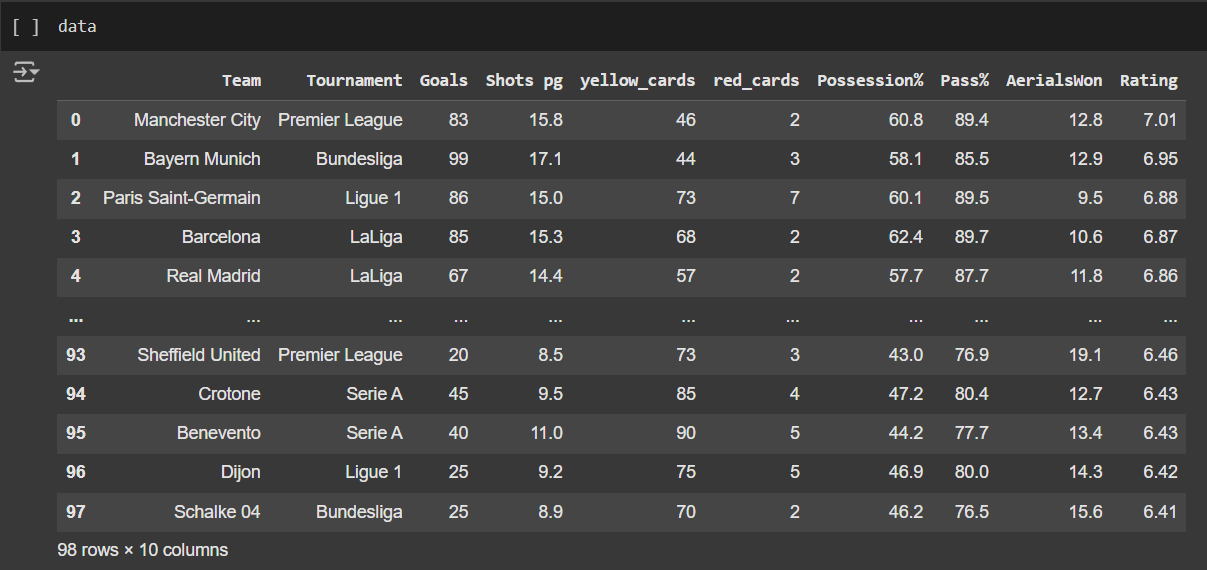 [ ] data
Team Tournament Goals Shots pg yellow_cards red_cards Possession% Pass% AerialsWon Rating
0 Manchester City Premier League 83 15.8 46 2 60.8 89.4 12.8 7.01
1 Bayern Munich Bundesliga 99 17.1 44 3 58.1 85.5 12.9 6.95
2 Paris Saint-Germain Ligue 1 86 15.0 73 7 60.1 89.5 9.5 6.88
3 Barcelona LaLiga 85 15.3 68 2 62.4 89.7 10.6 6.87
4 Real Madrid LaLiga 67 14.4 57 2 57.7 87.7 11.8 6.86
... ... ... ... ... ... ... ... ... ... ...
93 Sheffield United Premier League 20 8.5 73 3 43.0 76.9 19.1 6.46
94 Crotone Serie A 45 9.5 85 4 47.2 80.4 12.7 6.43
95 Benevento Serie A 40 11.0 90 5 44.2 77.7 13.4 6.43
96 Dijon Ligue 1 25 9.2 75 5 46.9 80.0 14.3 6.42
97 Schalke 04 Bundesliga 25 8.9 70 2 46.2 76.5 15.6 6.41
98 rows × 10 columns